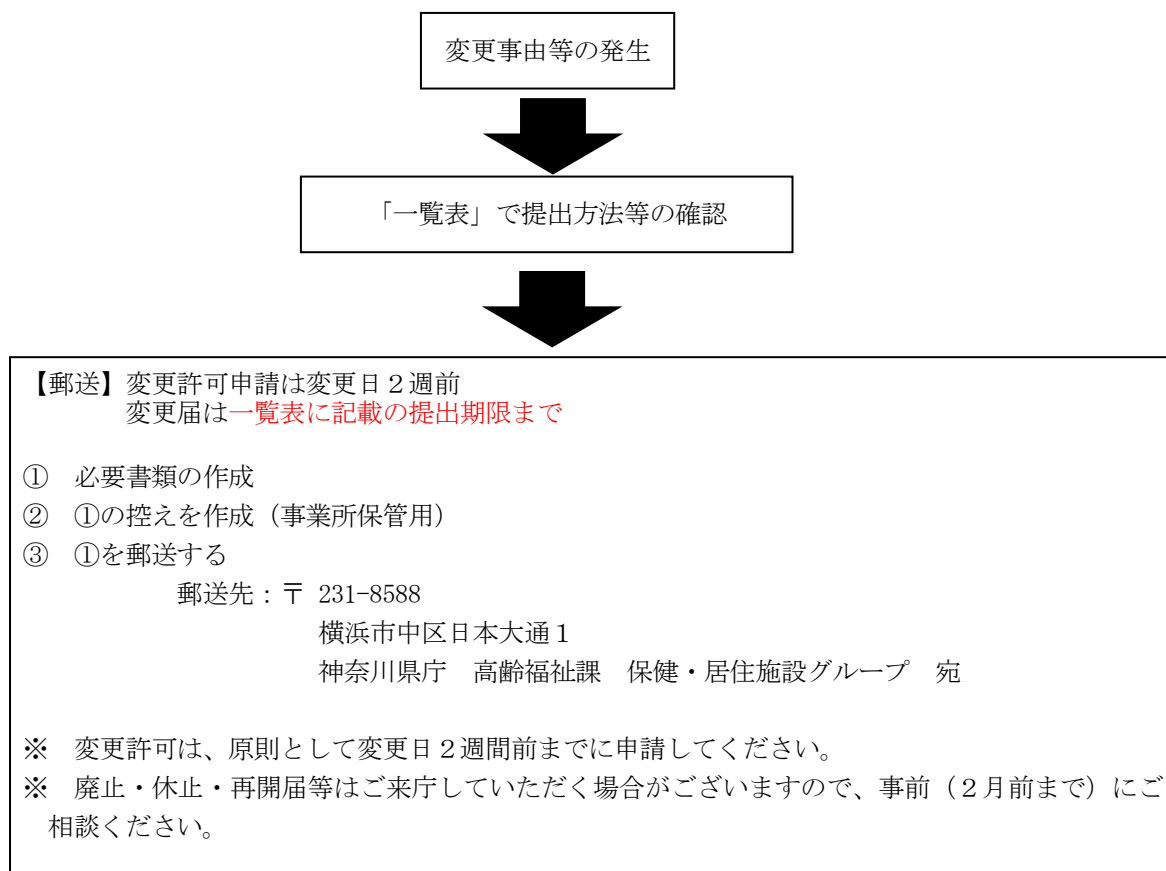 変更事由等の発生
「一覧表」で提出方法等の確認
【郵送】変更許可申請は変更日２週前
変更届は一覧表に記載の提出期限まで
①　必要書類の作成
②　①の控えを作成（事業所保管用）
③　①を郵送する
郵送先：〒 231-8588
横浜市中区日本大通１
神奈川県庁　高齢福祉課　保健・居住施設グループ　宛
※　変更許可は、原則として変更日２週間前までに申請してください。
※　廃止・休止・再開届等はご来庁していただく場合がございますので、事前（２月前まで）にご
相談ください。